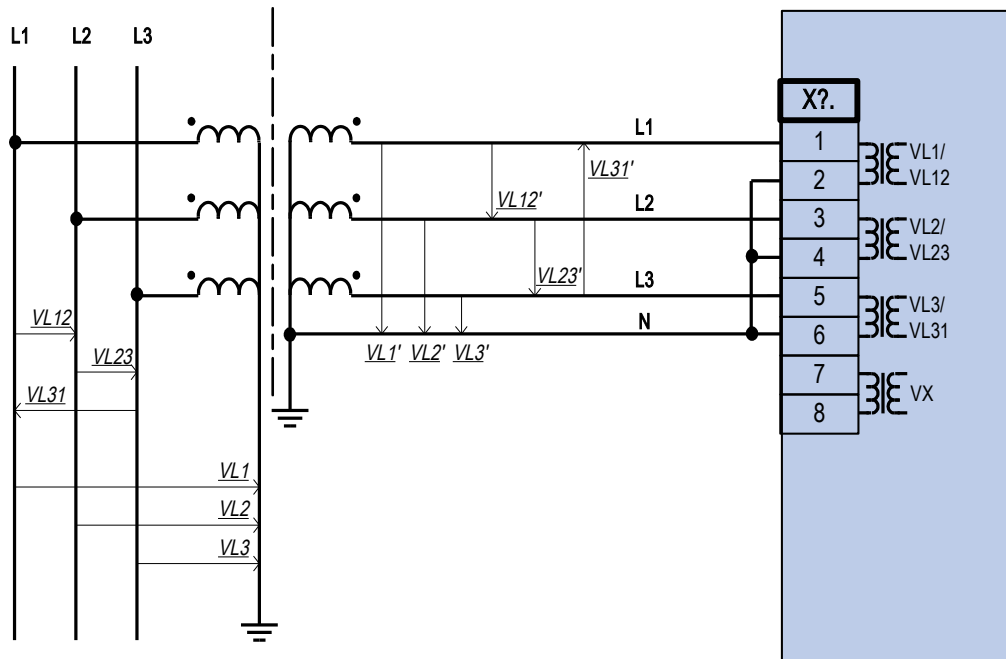 L1 L2 L3
X?.
L1
1
VL1/
VL31'
2
VL12
VL12'
L2
3
VL2/
4
VL23
VL23'
L3
5
VL3/
VL12
N
6
VL31
VL1' VL2' VL3'
VL23
7
VL31
VX
8
VL1
VL2
VL3